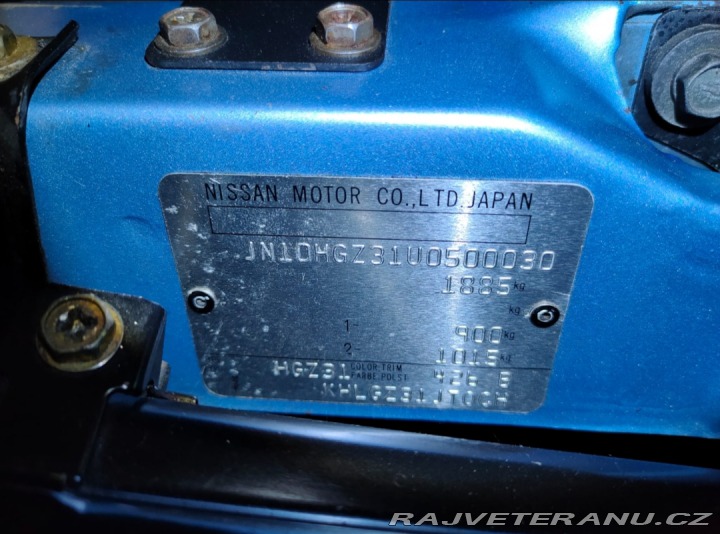 NISSAN MOTOR CO.,LTD.JAPAN
JN10HGZ31U0500030
1885 kg
kg
1- 900 kg
2- 1015 kg
HGZ31 COLOR·TRIM FARBE·POLST 426 B
RAJVETERANU.CZ